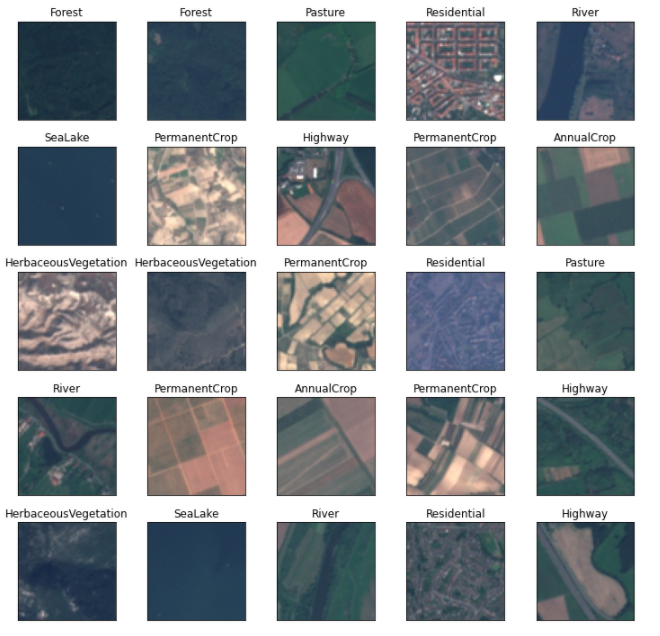 Forest Forest Pasture Residential River
SeaLake PermanentCrop Highway PermanentCrop AnnualCrop
HerbaceousVegetation HerbaceousVegetation PermanentCrop Residential Pasture
River PermanentCrop AnnualCrop PermanentCrop Highway
HerbaceousVegetation SeaLake River Residential Highway